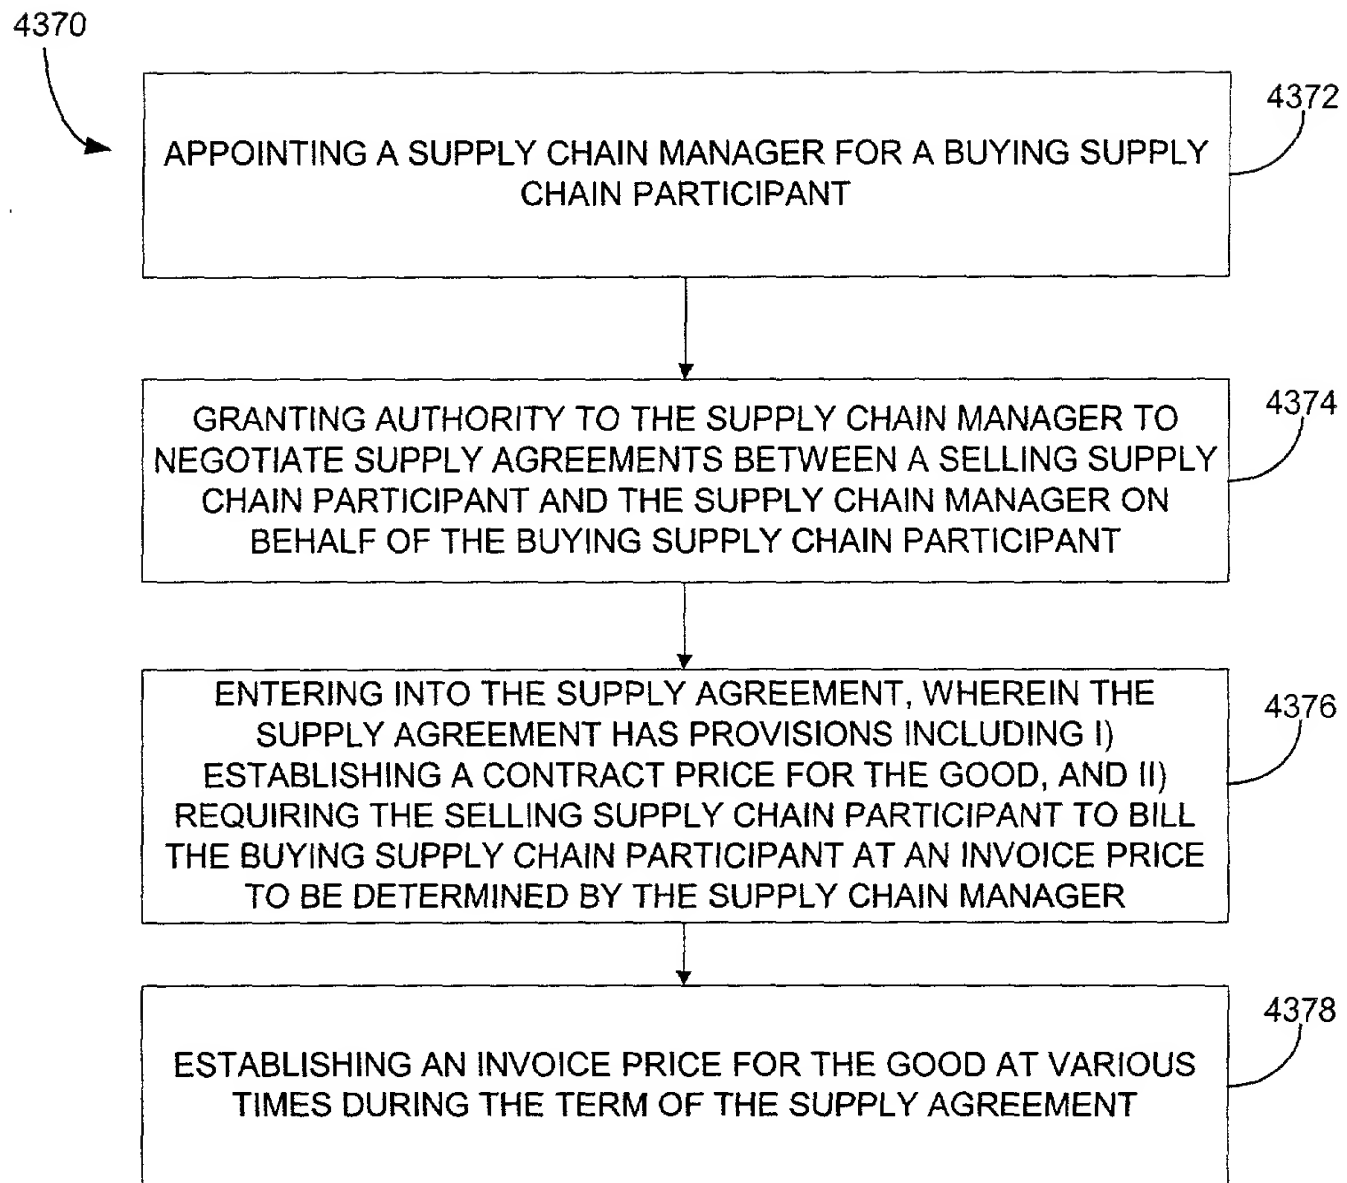 4370
4372
APPOINTING A SUPPLY CHAIN MANAGER FOR A BUYING SUPPLY
CHAIN PARTICIPANT
4374
GRANTING AUTHORITY TO THE SUPPLY CHAIN MANAGER TO
NEGOTIATE SUPPLY AGREEMENTS BETWEEN A SELLING SUPPLY
CHAIN PARTICIPANT AND THE SUPPLY CHAIN MANAGER ON
BEHALF OF THE BUYING SUPPLY CHAIN PARTICIPANT
4376
ENTERING INTO THE SUPPLY AGREEMENT, WHEREIN THE
SUPPLY AGREEMENT HAS PROVISIONS INCLUDING I)
ESTABLISHING A CONTRACT PRICE FOR THE GOOD, AND II)
REQUIRING THE SELLING SUPPLY CHAIN PARTICIPANT TO BILL
THE BUYING SUPPLY CHAIN PARTICIPANT AT AN INVOICE PRICE
TO BE DETERMINED BY THE SUPPLY CHAIN MANAGER
4378
ESTABLISHING AN INVOICE PRICE FOR THE GOOD AT VARIOUS
TIMES DURING THE TERM OF THE SUPPLY AGREEMENT